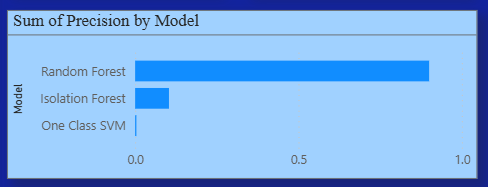 Sum of Precision by Model
Model
Random Forest
Isolation Forest
One Class SVM
0.0 0.5 1.0